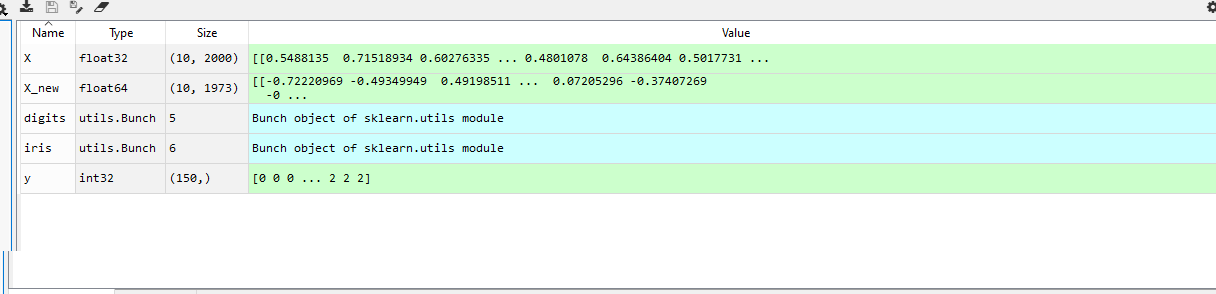 Name Type Size Value
X float32 (10, 2000) [[0.5488135 0.71518934 0.60276335 ... 0.4801078 0.64386404 0.5017731 ...
X_new float64 (10, 1973) [[-0.72220969 -0.49349949 0.49198511 ... 0.07205296 -0.37407269
-0 ...
digits utils.Bunch 5 Bunch object of sklearn.utils module
iris utils.Bunch 6 Bunch object of sklearn.utils module
y int32 (150,) [0 0 0 ... 2 2 2]